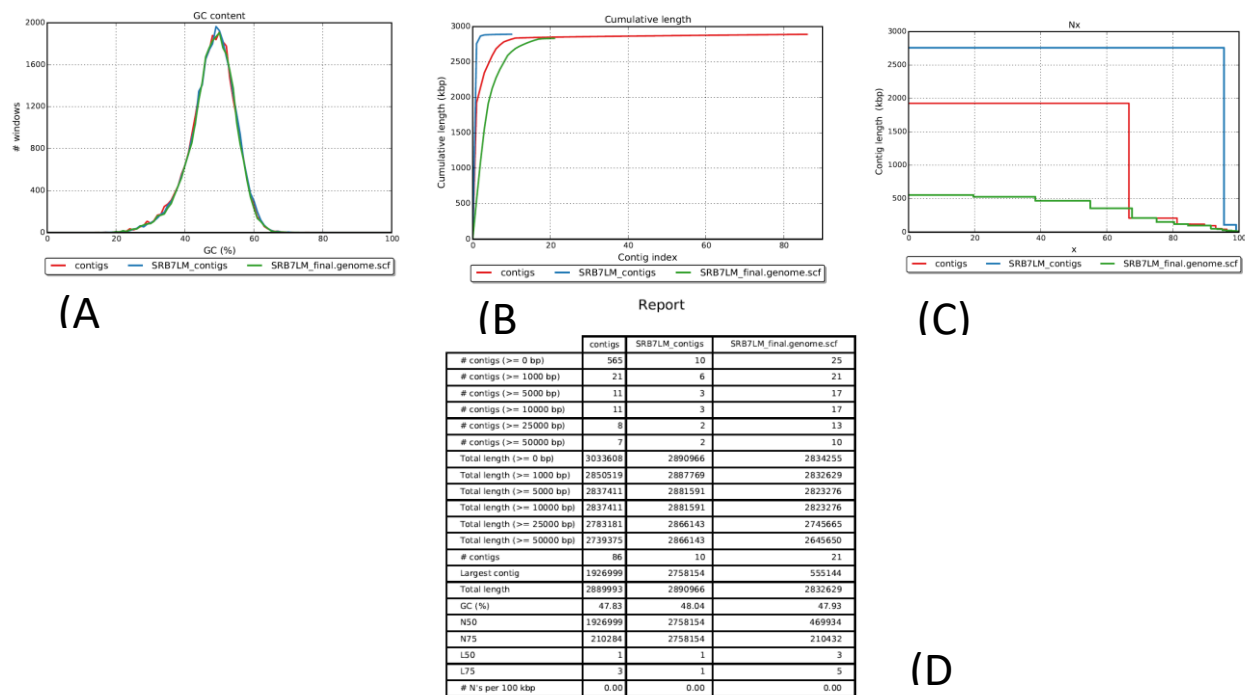 GC content
2000
1600
1200
800
400
0
# windows
0 20 40 60 80 100
GC (%)
contigs SRB7LM_contigs SRB7LM_final.genome.scf
(A
Cumulative length
3000
2500
2000
1500
1000
500
0
Cumulative length (kbp)
0 20 40 60 80
Contig index
contigs SRB7LM_contigs SRB7LM_final.genome.scf
(B
Nx
3000
2500
2000
1500
1000
500
0
Contig length (kbp)
0 20 40 60 80 100
x
contigs SRB7LM_contigs SRB7LM_final.genome.scf
(C
Report
contigs SRB7LM_contigs SRB7LM_final.genome.scf
# contigs (>= 0 bp) 565 10 25
# contigs (>= 1000 bp) 21 6 21
# contigs (>= 5000 bp) 11 3 17
# contigs (>= 10000 bp) 11 3 17
# contigs (>= 25000 bp) 8 2 13
# contigs (>= 50000 bp) 7 2 10
Total length (>= 0 bp) 3033608 2890966 2834255
Total length (>= 1000 bp) 2850519 2887769 2832629
Total length (>= 5000 bp) 2837411 2881591 2823276
Total length (>= 10000 bp) 2837411 2881591 2823276
Total length (>= 25000 bp) 2783181 2866143 2745665
Total length (>= 50000 bp) 2739375 2866143 2645650
# contigs 86 10 21
Largest contig 1926999 2758154 555144
Total length 2889993 2890966 2832629
GC (%) 47.83 48.04 47.93
N50 1926999 2758154 469934
N75 210284 2758154 210432
L50 1 1 3
L75 3 1 5
# N's per 100 kbp 0.00 0.00 0.00
(D